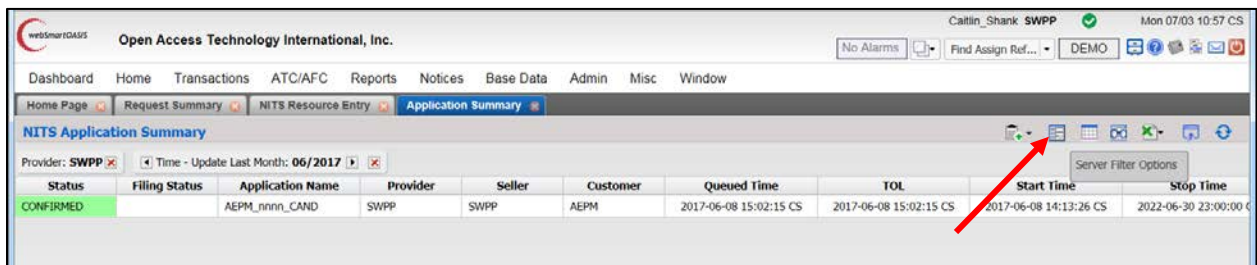 Caitlin_Shank SWPP Mon 07/03 10:57 CS
webSmartOASIS
Open Access Technology International, Inc.
No Alarms Find Assign Ref... DEMO
Dashboard Home Transactions ATC/AFC Reports Notices Base Data Admin Misc Window
Home Page Request Summary NITS Resource Entry Application Summary
NITS Application Summary
Provider: SWPP Time - Update Last Month: 06/2017
Server Filter Options
Status Filing Status Application Name Provider Seller Customer Queued Time TOL Start Time Stop Time
CONFIRMED AEPM_nnnn_CAND SWPP SWPP AEPM 2017-06-08 15:02:15 CS 2017-06-08 15:02:15 CS 2017-06-08 14:13:26 CS 2022-06-30 23:00:00